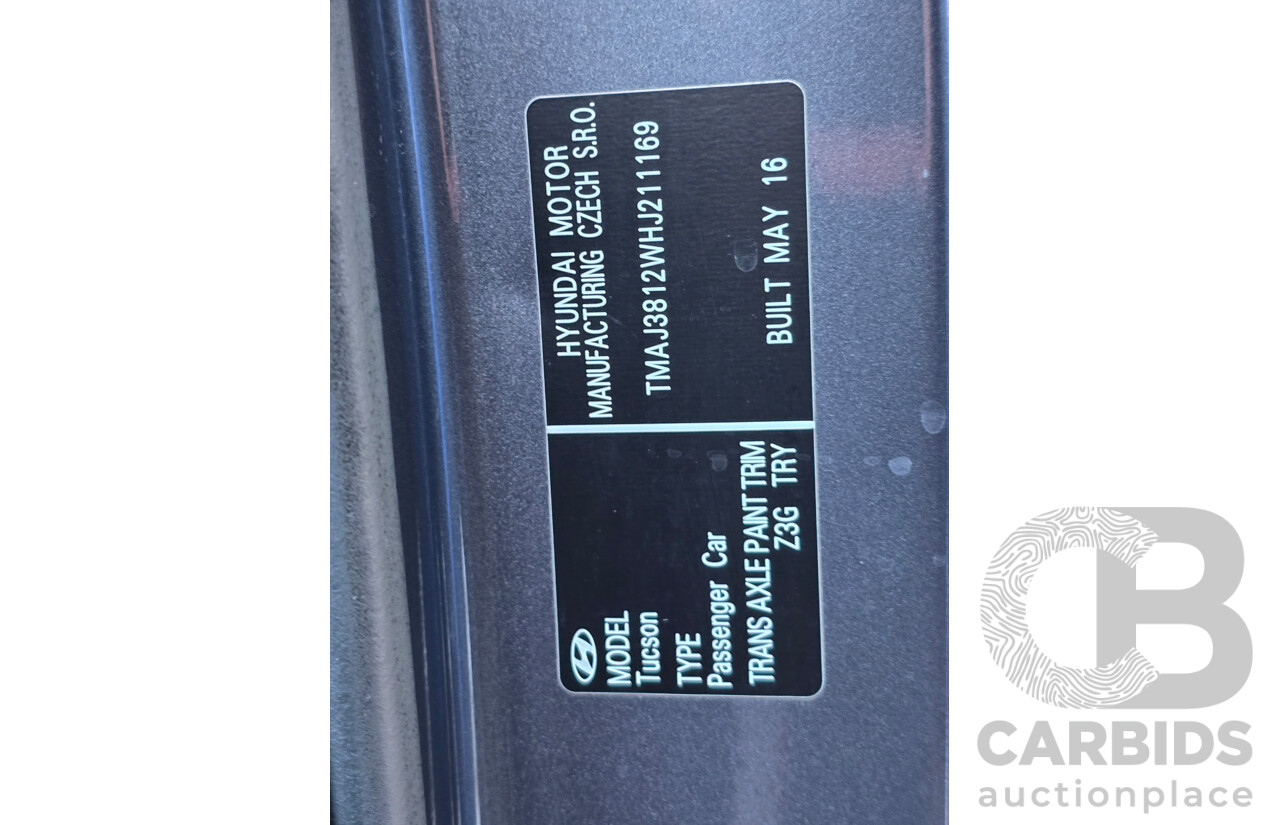 MODEL
Tucson
TYPE
Passenger Car
TRANS AXLE PAINT TRIM
Z3G TRY
HYUNDAI MOTOR
MANUFACTURING CZECH S.R.O.
TMAJ3812WHJ211169
BUILT MAY 16
CB
CARBIDS
auctionplace